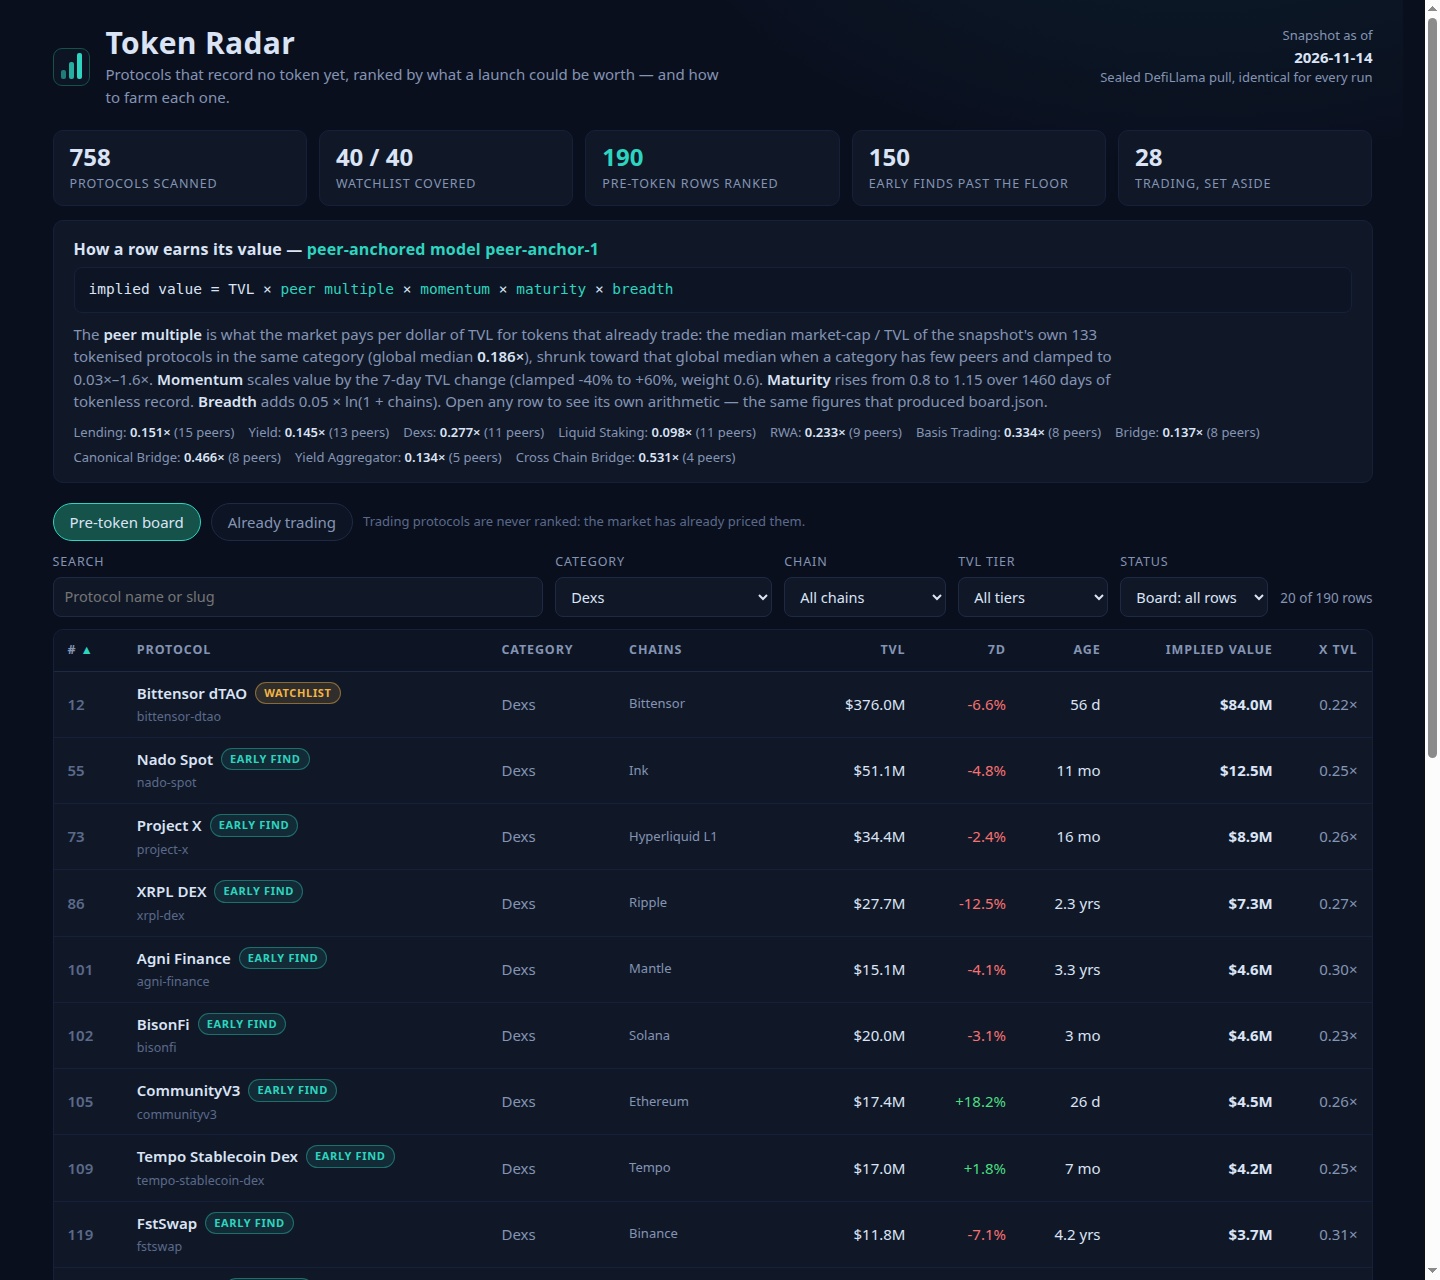 Token Radar
Protocols that record no token yet, ranked by what a launch could be worth — and how
to farm each one.
Snapshot as of
2026-11-14
Sealed DefiLlama pull, identical for every run
758
PROTOCOLS SCANNED
40 / 40
WATCHLIST COVERED
190
PRE-TOKEN ROWS RANKED
150
EARLY FINDS PAST THE FLOOR
28
TRADING, SET ASIDE
How a row earns its value — peer-anchored model peer-anchor-1
implied value = TVL × peer multiple × momentum × maturity × breadth
The peer multiple is what the market pays per dollar of TVL for tokens that already trade: the median market-cap / TVL of the snapshot's own 133
tokenised protocols in the same category (global median 0.186×), shrunk toward that global median when a category has few peers and clamped to
0.03×–1.6×. Momentum scales value by the 7-day TVL change (clamped -40% to +60%, weight 0.6). Maturity rises from 0.8 to 1.15 over 1460 days of
tokenless record. Breadth adds 0.05 × ln(1 + chains). Open any row to see its own arithmetic — the same figures that produced board.json.
Lending: 0.151× (15 peers) Yield: 0.145× (13 peers) Dexs: 0.277× (11 peers) Liquid Staking: 0.098× (11 peers) RWA: 0.233× (9 peers) Basis Trading: 0.334× (8 peers) Bridge: 0.137× (8 peers)
Canonical Bridge: 0.466× (8 peers) Yield Aggregator: 0.134× (5 peers) Cross Chain Bridge: 0.531× (4 peers)
Pre-token board Already trading Trading protocols are never ranked: the market has already priced them.
SEARCH CATEGORY CHAIN TVL TIER STATUS
Protocol name or slug Dexs All chains All tiers Board: all rows 20 of 190 rows
# ▲ PROTOCOL CATEGORY CHAINS TVL 7D AGE IMPLIED VALUE X TVL
12 Bittensor dTAO WATCHLIST Dexs Bittensor $376.0M -6.6% 56 d $84.0M 0.22×
bittensor-dtao
55 Nado Spot EARLY FIND Dexs Ink $51.1M -4.8% 11 mo $12.5M 0.25×
nado-spot
73 Project X EARLY FIND Dexs Hyperliquid L1 $34.4M -2.4% 16 mo $8.9M 0.26×
project-x
86 XRPL DEX EARLY FIND Dexs Ripple $27.7M -12.5% 2.3 yrs $7.3M 0.27×
xrpl-dex
101 Agni Finance EARLY FIND Dexs Mantle $15.1M -4.1% 3.3 yrs $4.6M 0.30×
agni-finance
102 BisonFi EARLY FIND Dexs Solana $20.0M -3.1% 3 mo $4.6M 0.23×
bisonfi
105 CommunityV3 EARLY FIND Dexs Ethereum $17.4M +18.2% 26 d $4.5M 0.26×
communityv3
109 Tempo Stablecoin Dex EARLY FIND Dexs Tempo $17.0M +1.8% 7 mo $4.2M 0.25×
tempo-stablecoin-dex
119 FstSwap EARLY FIND Dexs Binance $11.8M -7.1% 4.2 yrs $3.7M 0.31×
fstswap